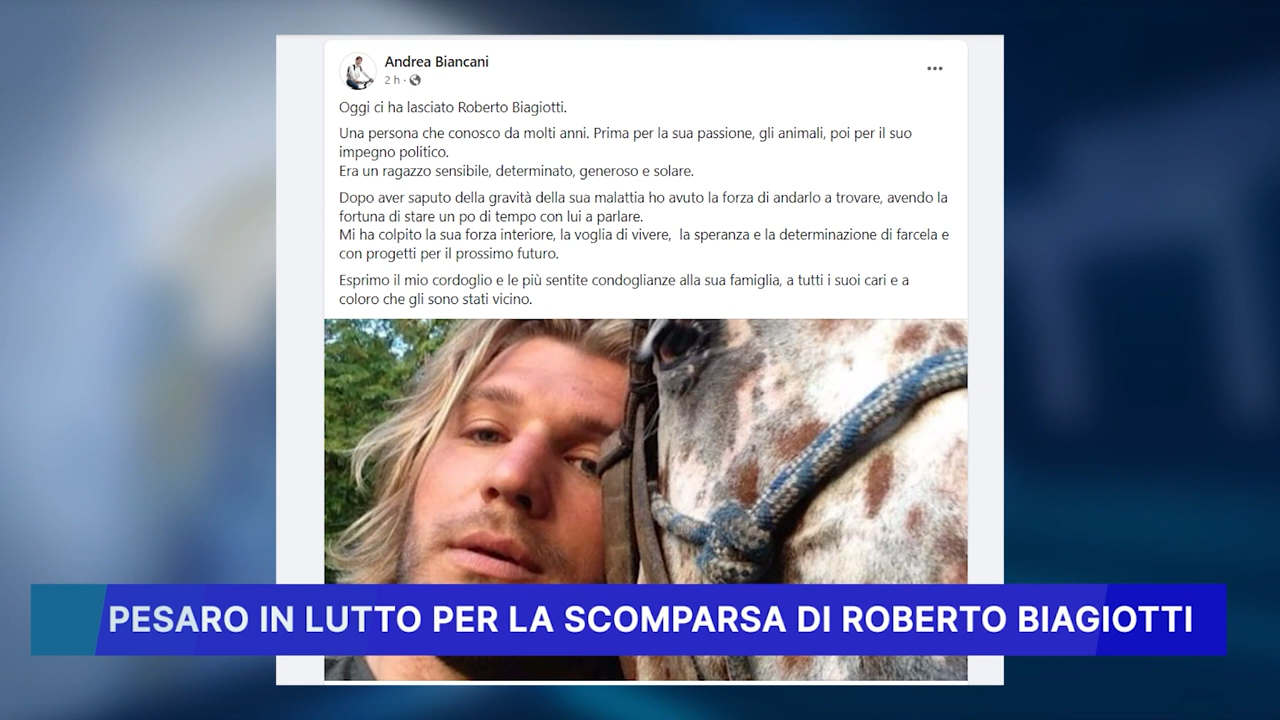 Andrea Biancani
2 h ·
Oggi ci ha lasciato Roberto Biagiotti.
Una persona che conosco da molti anni. Prima per la sua passione, gli animali, poi per il suo
impegno politico.
Era un ragazzo sensibile, determinato, generoso e solare.
Dopo aver saputo della gravità della sua malattia ho avuto la forza di andarlo a trovare, avendo la
fortuna di stare un po di tempo con lui a parlare.
Mi ha colpito la sua forza interiore, la voglia di vivere, la speranza e la determinazione di farcela e
con progetti per il prossimo futuro.
Esprimo il mio cordoglio e le più sentite condoglianze alla sua famiglia, a tutti i suoi cari e a
coloro che gli sono stati vicino.
PESARO IN LUTTO PER LA SCOMPARSA DI ROBERTO BIAGIOTTI